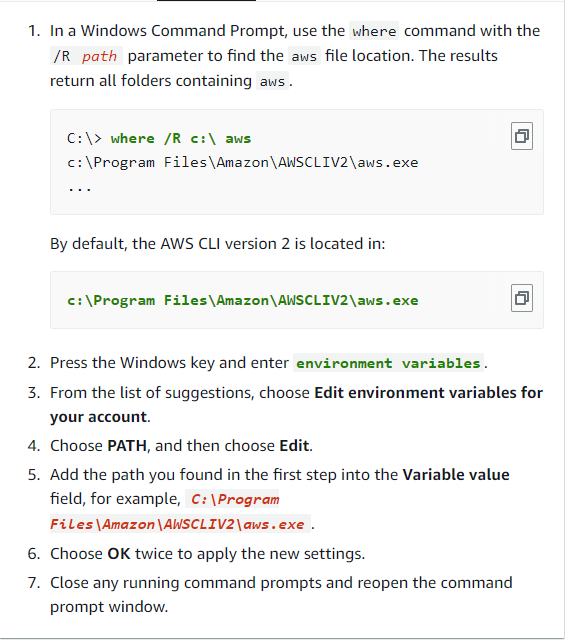 1. In a Windows Command Prompt, use the where command with the
/R path parameter to find the aws file location. The results
return all folders containing aws.
C:\> where /R c:\ aws
c:\Program Files\Amazon\AWSCLIV2\aws.exe
...
By default, the AWS CLI version 2 is located in:
c:\Program Files\Amazon\AWSCLIV2\aws.exe
2. Press the Windows key and enter environment variables.
3. From the list of suggestions, choose Edit environment variables for
your account.
4. Choose PATH, and then choose Edit.
5. Add the path you found in the first step into the Variable value
field, for example, C:\Program
Files\Amazon\AWSCLIV2\aws.exe.
6. Choose OK twice to apply the new settings.
7. Close any running command prompts and reopen the command
prompt window.